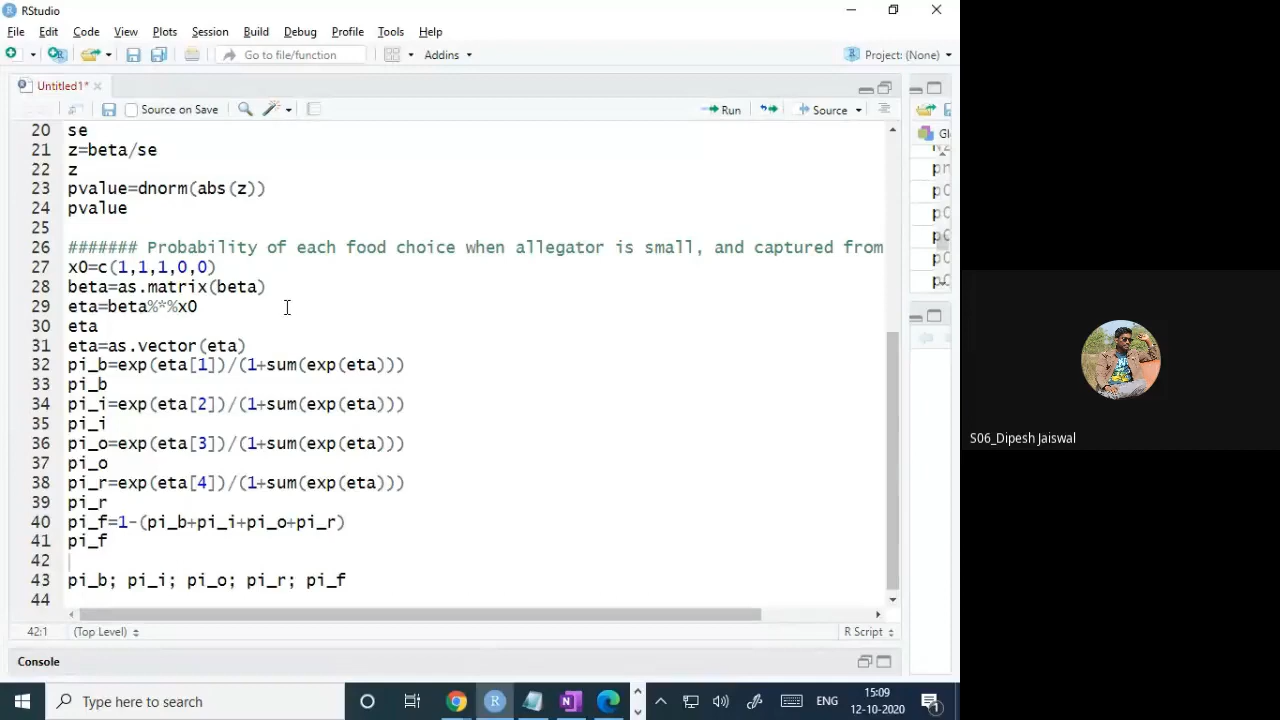 RStudio
File Edit Code View Plots Session Build Debug Profile Tools Help
Go to file/function Addins Project: (None)
Untitled1*
Source on Save Run Source
20 se
21 z=beta/se
22 z
23 pvalue=dnorm(abs(z))
24 pvalue
25
26 ####### Probability of each food choice when allegator is small, and captured from
27 x0=c(1,1,1,0,0)
28 beta=as.matrix(beta)
29 eta=beta%*%x0
30 eta
31 eta=as.vector(eta)
32 pi_b=exp(eta[1])/(1+sum(exp(eta)))
33 pi_b
34 pi_i=exp(eta[2])/(1+sum(exp(eta)))
35 pi_i
36 pi_o=exp(eta[3])/(1+sum(exp(eta)))
37 pi_o
38 pi_r=exp(eta[4])/(1+sum(exp(eta)))
39 pi_r
40 pi_f=1-(pi_b+pi_i+pi_o+pi_r)
41 pi_f
42
43 pi_b; pi_i; pi_o; pi_r; pi_f
44
42:1 (Top Level) R Script
Console
Type here to search
ENG
15:09
12-10-2020
S06_Dipesh Jaiswal